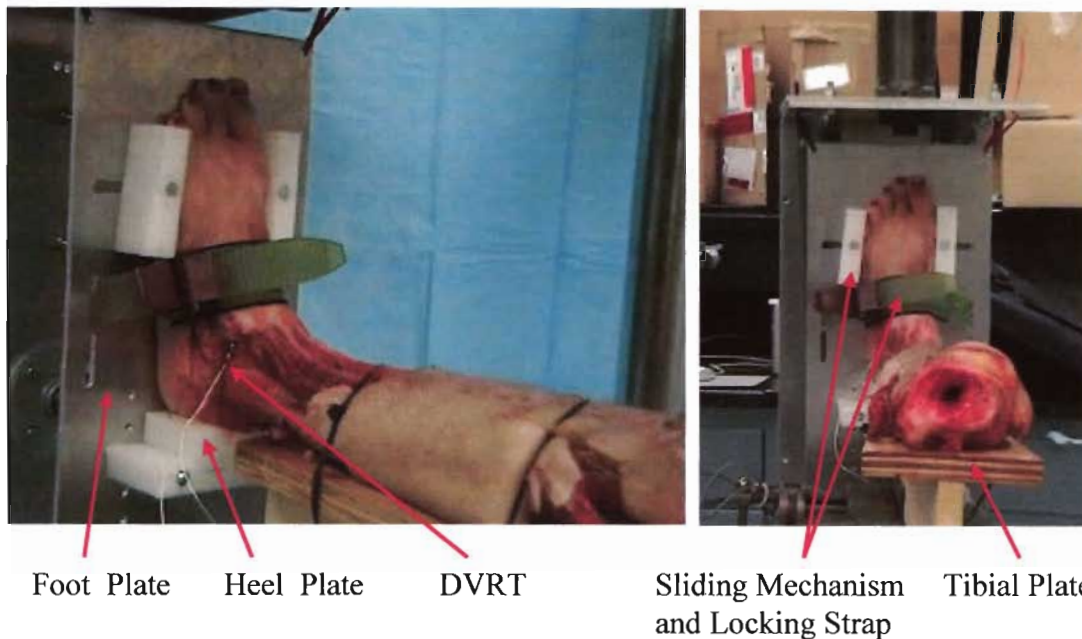 Foot Plate Heel Plate DVRT Sliding Mechanism Tibial Plate
and Locking Strap